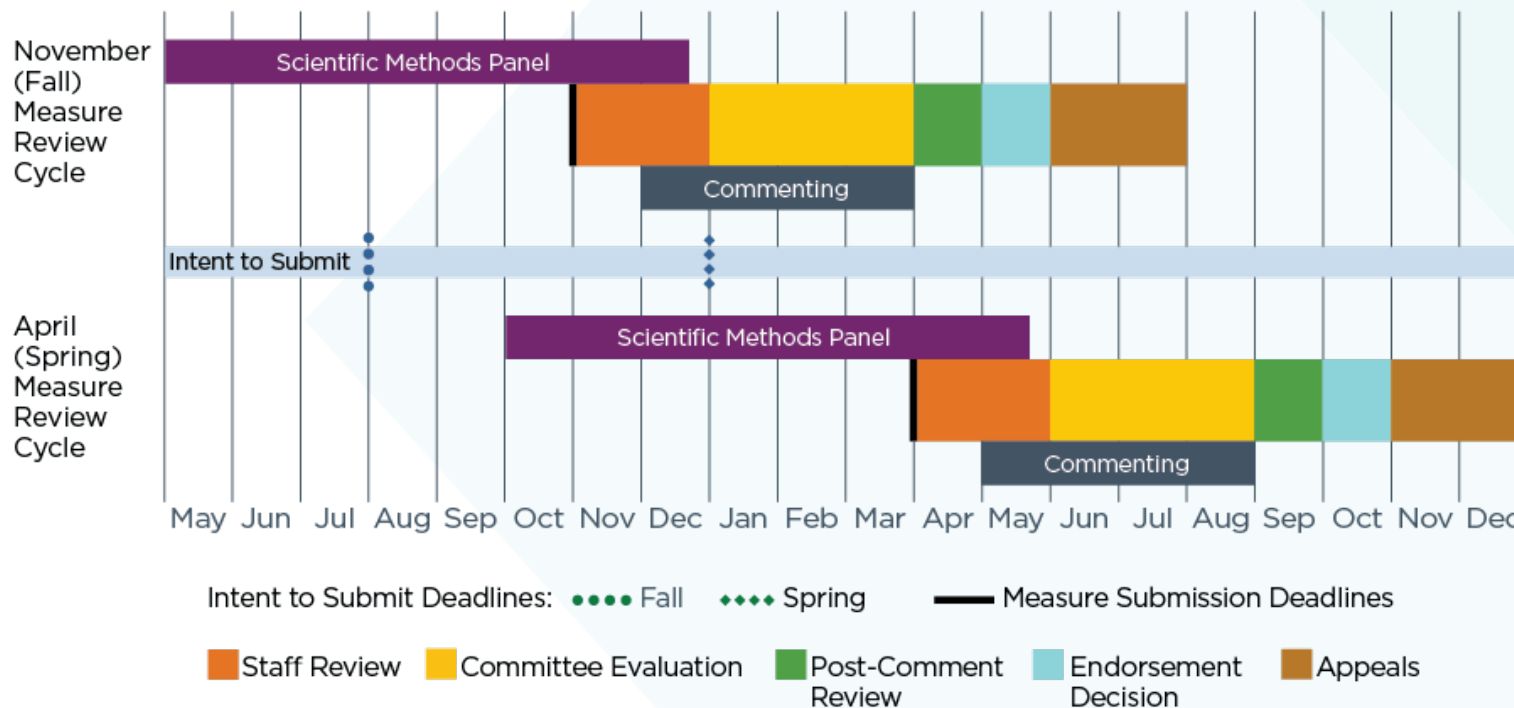 November
(Fall)
Measure
Review
Cycle
Scientific Methods Panel
Commenting
Intent to Submit
April
(Spring)
Measure
Review
Cycle
Scientific Methods Panel
Commenting
May Jun Jul Aug Sep Oct Nov Dec Jan Feb Mar Apr May Jun Jul Aug Sep Oct Nov Dec
Intent to Submit Deadlines: Fall Spring Measure Submission Deadlines
Staff Review Committee Evaluation Post-Comment Endorsement Appeals
Review Decision